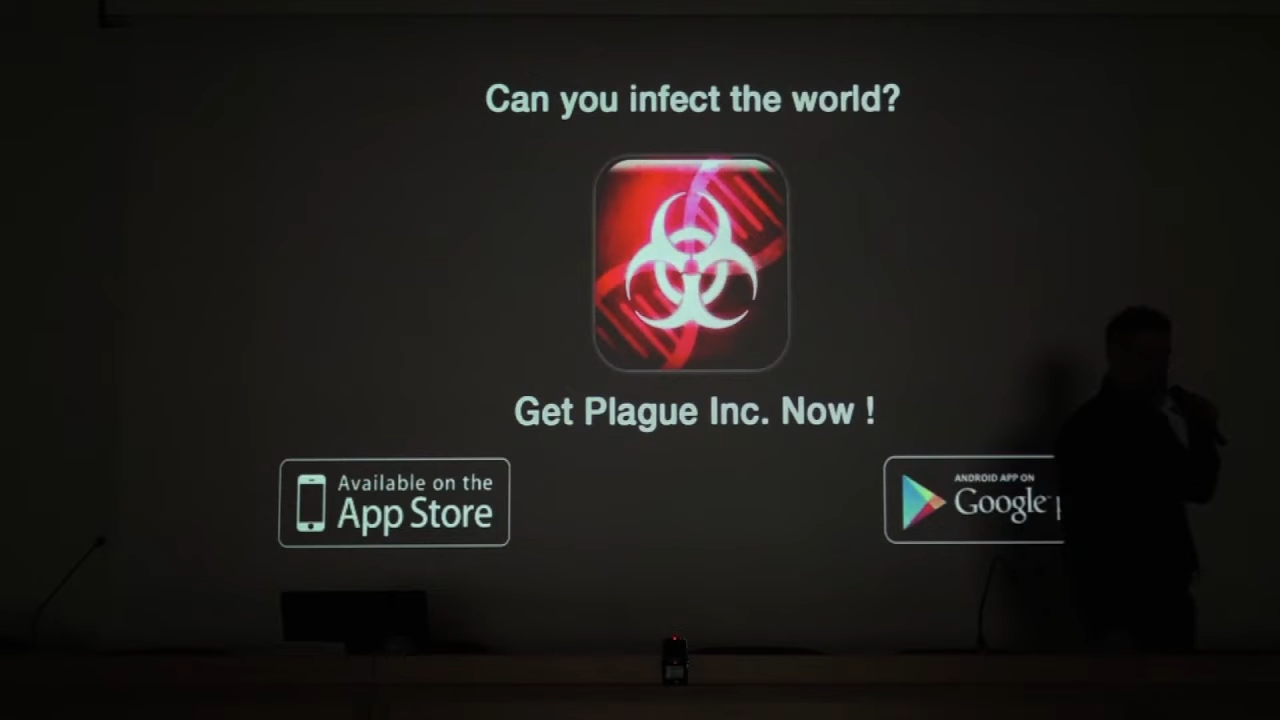 Can you infect the world?
Get Plague Inc. Now !
Available on the
App Store
ANDROID APP ON
Google